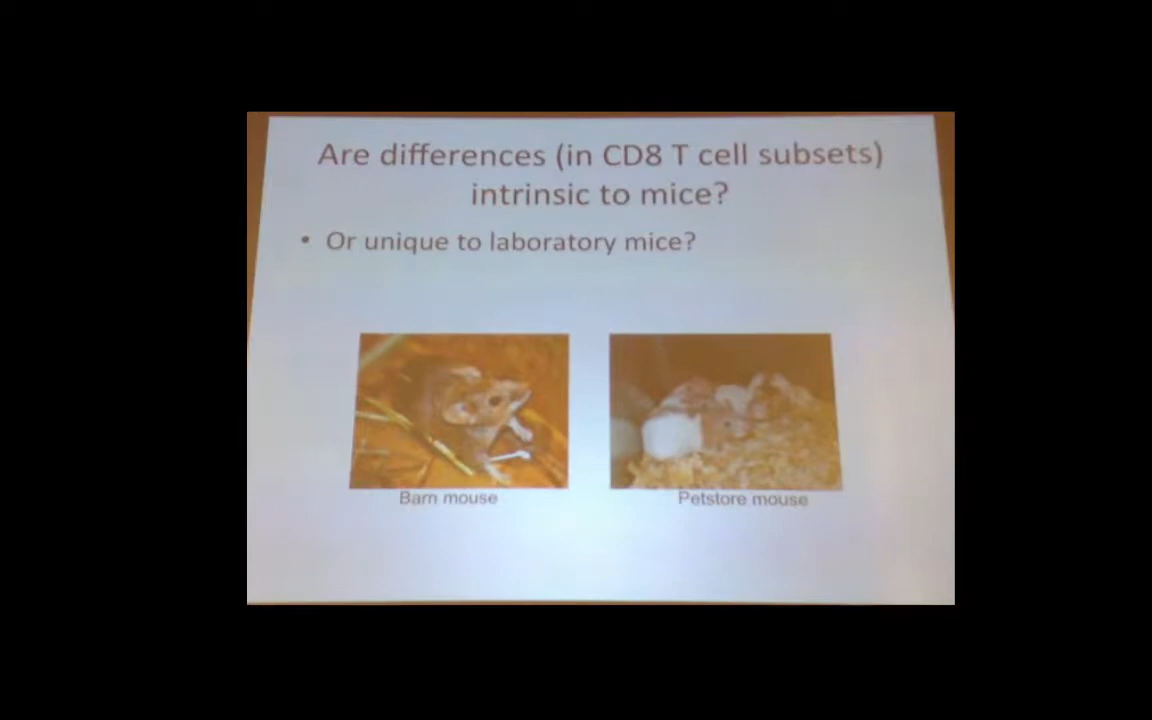 Are differences (in CD8 T cell subsets)
intrinsic to mice?
• Or unique to laboratory mice?
Barn mouse
Petstore mouse